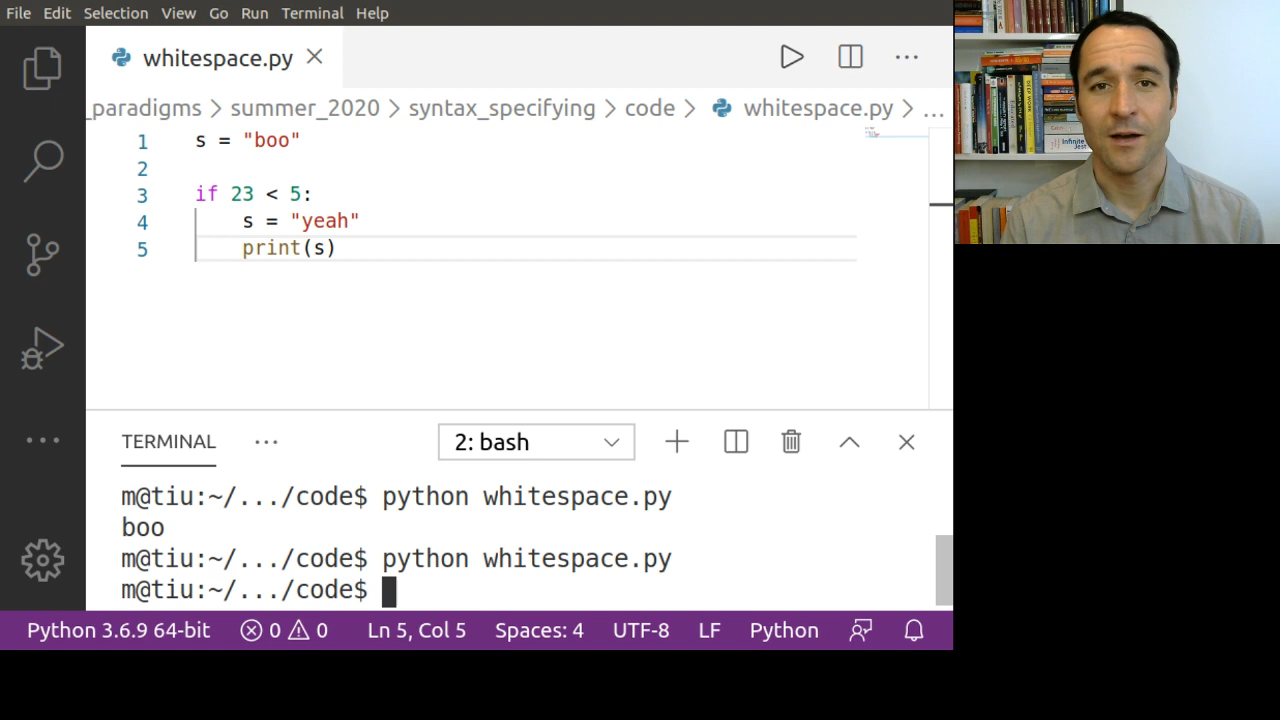 File Edit Selection View Go Run Terminal Help
whitespace.py
_paradigms > summer_2020 > syntax_specifying > code > whitespace.py > ...
1 s = "boo"
2
3 if 23 < 5:
4     s = "yeah"
5     print(s)
TERMINAL ... 2: bash
m@tiu:~/.../code$ python whitespace.py
boo
m@tiu:~/.../code$ python whitespace.py
m@tiu:~/.../code$
Python 3.6.9 64-bit 0 0 Ln 5, Col 5 Spaces: 4 UTF-8 LF Python
Infinite
Jest